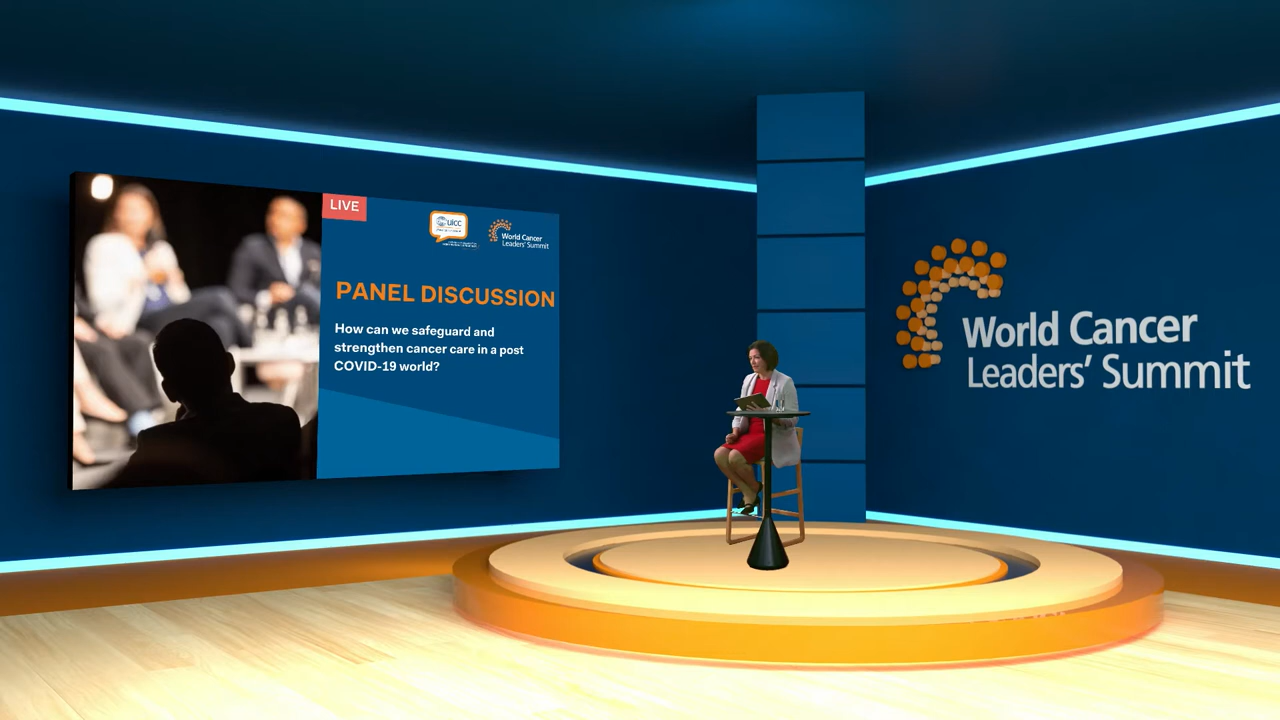 LIVE
uicc
World Cancer
Leaders' Summit
PANEL DISCUSSION
How can we safeguard and
strengthen cancer care in a post
COVID-19 world?
World Cancer
Leaders' Summit